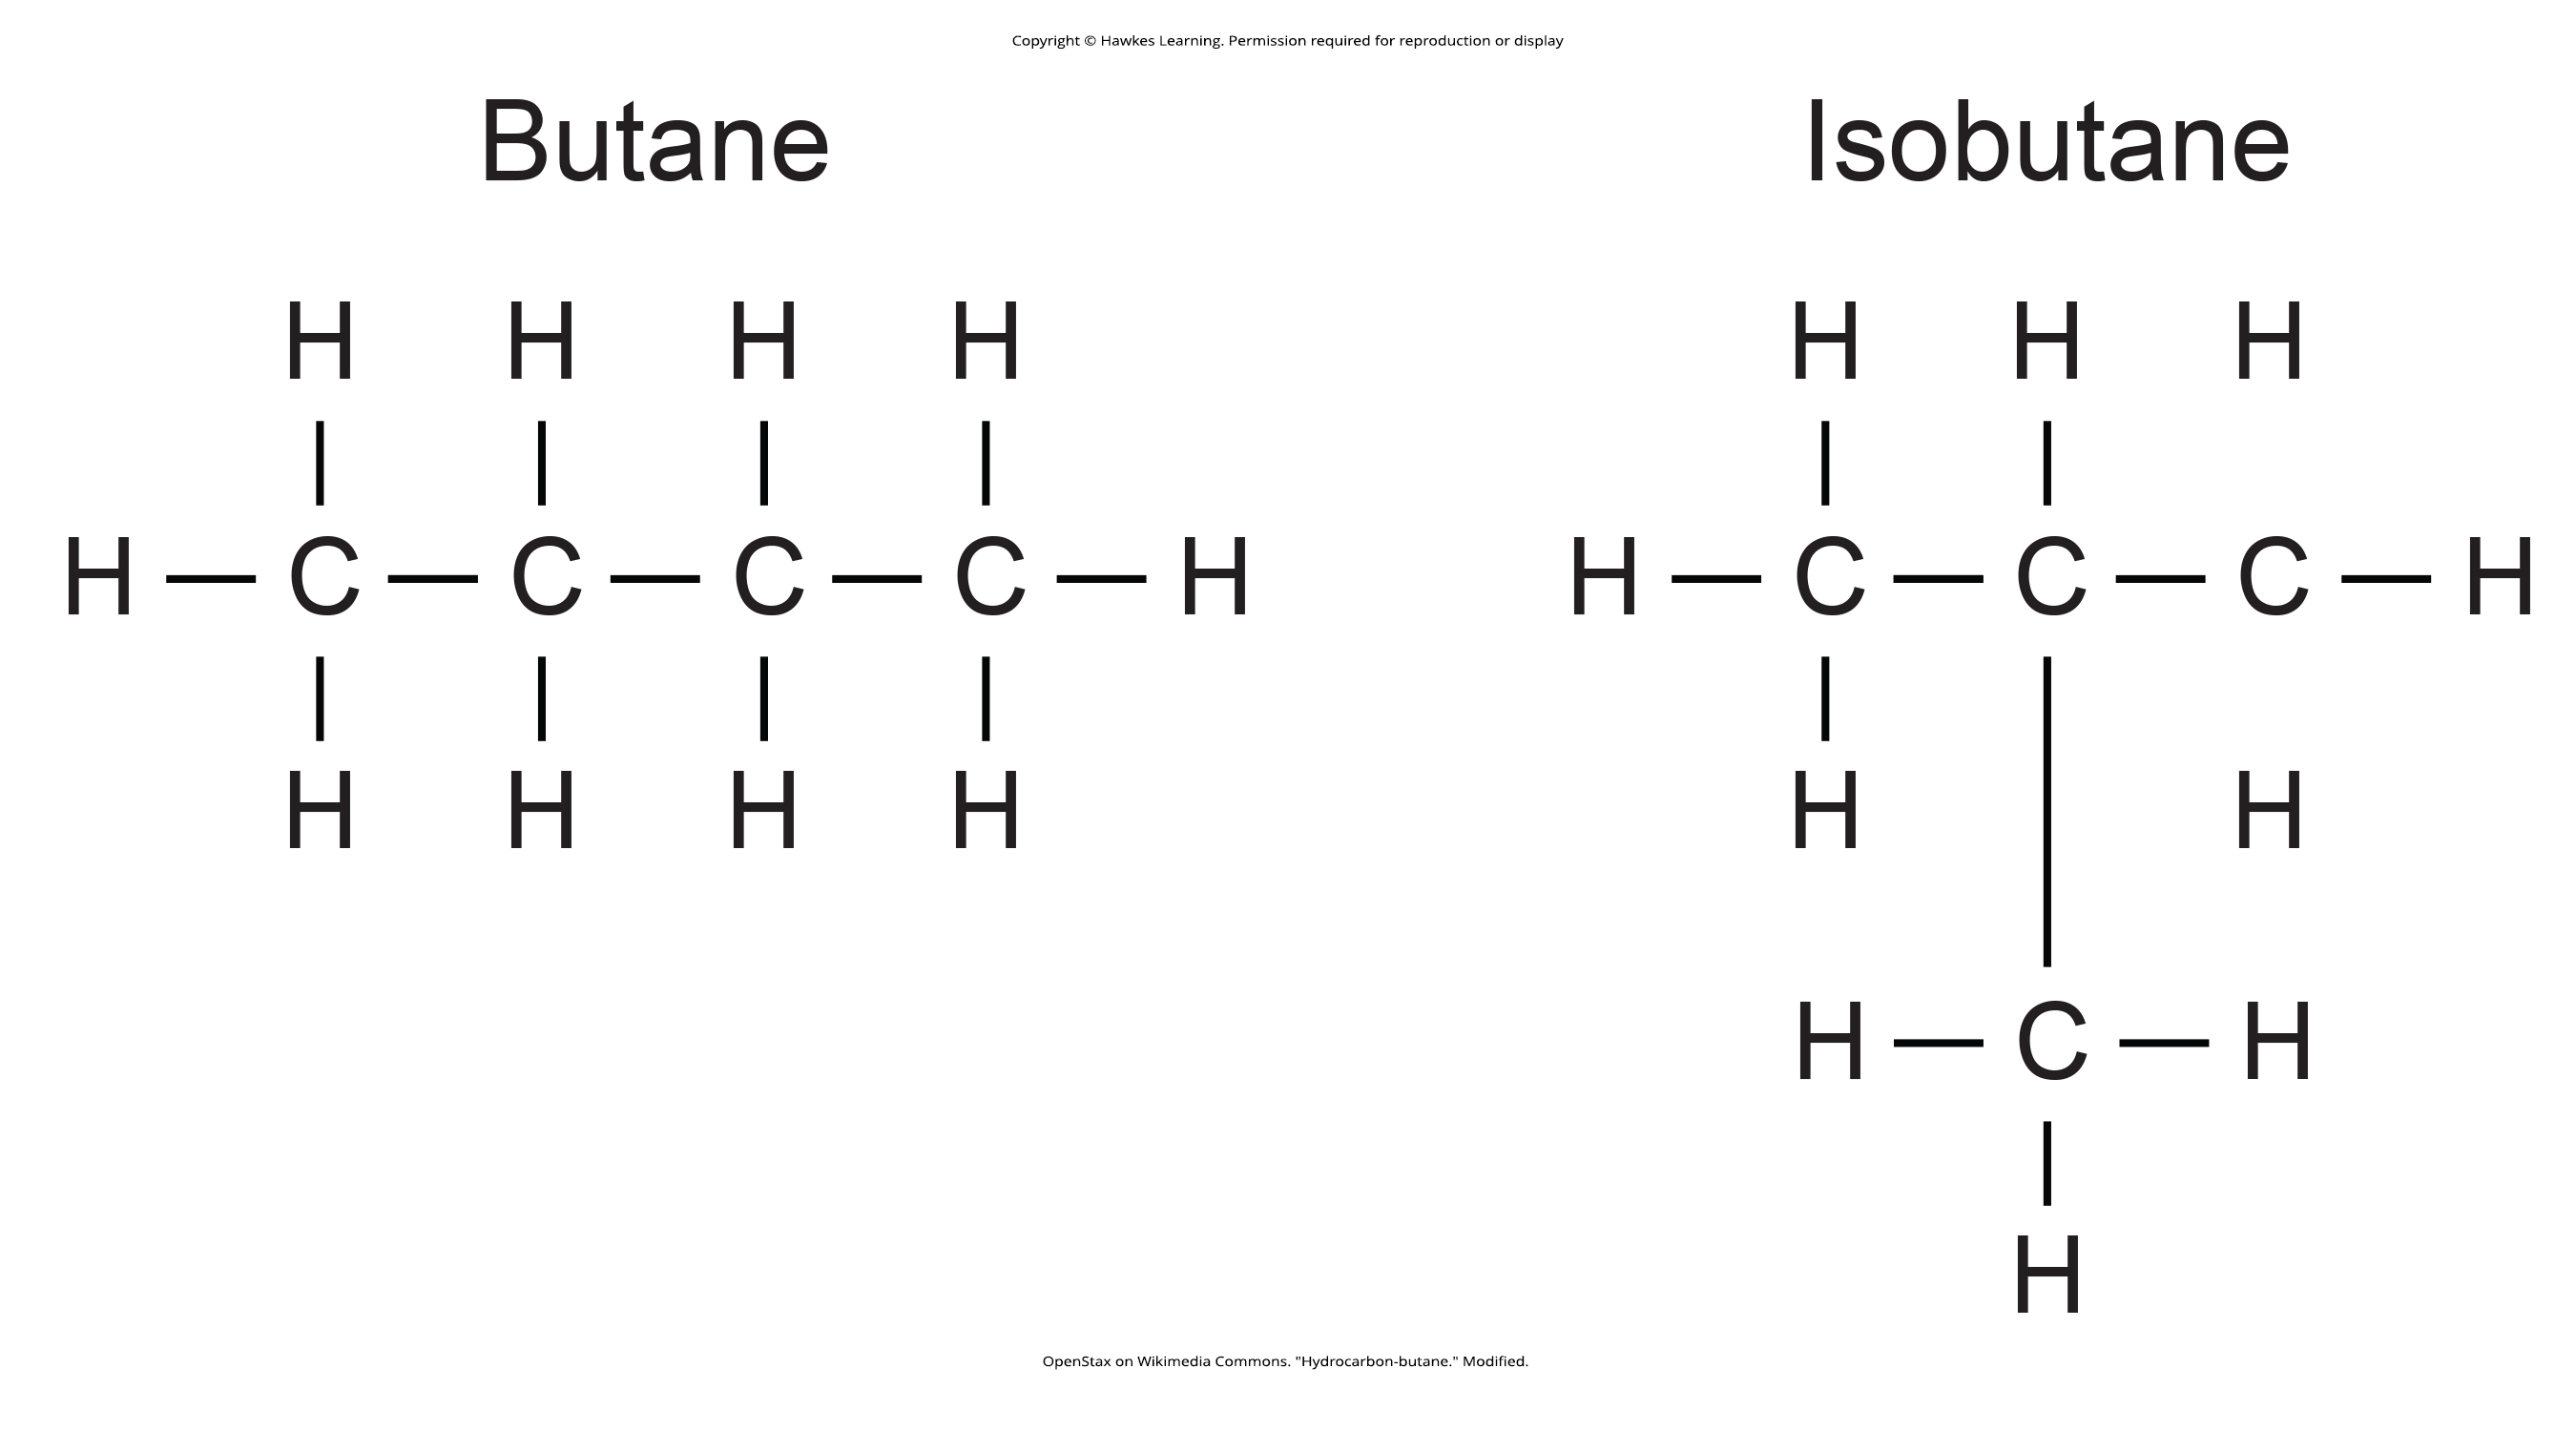 Copyright © Hawkes Learning. Permission required for reproduction or display
Butane
Isobutane
H H H H
H C C C C H
H H H H
H H H
H C C C H
H H
H C H
H
OpenStax on Wikimedia Commons. "Hydrocarbon-butane." Modified.